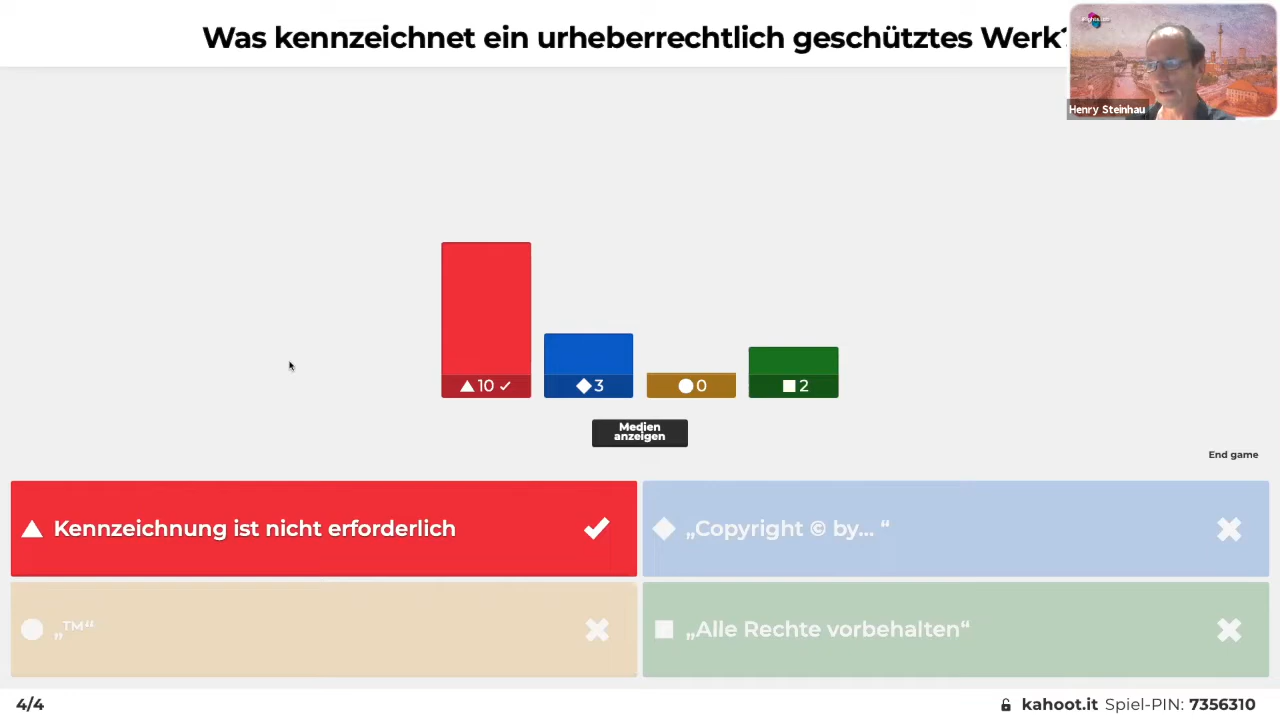 Was kennzeichnet ein urheberrechtlich geschütztes Werk?
Henry Steinhau
10
3
0
2
Medien
anzeigen
End game
Kennzeichnung ist nicht erforderlich
„Copyright © by... “
„™“
„Alle Rechte vorbehalten“
4/4
kahoot.it Spiel-PIN: 7356310